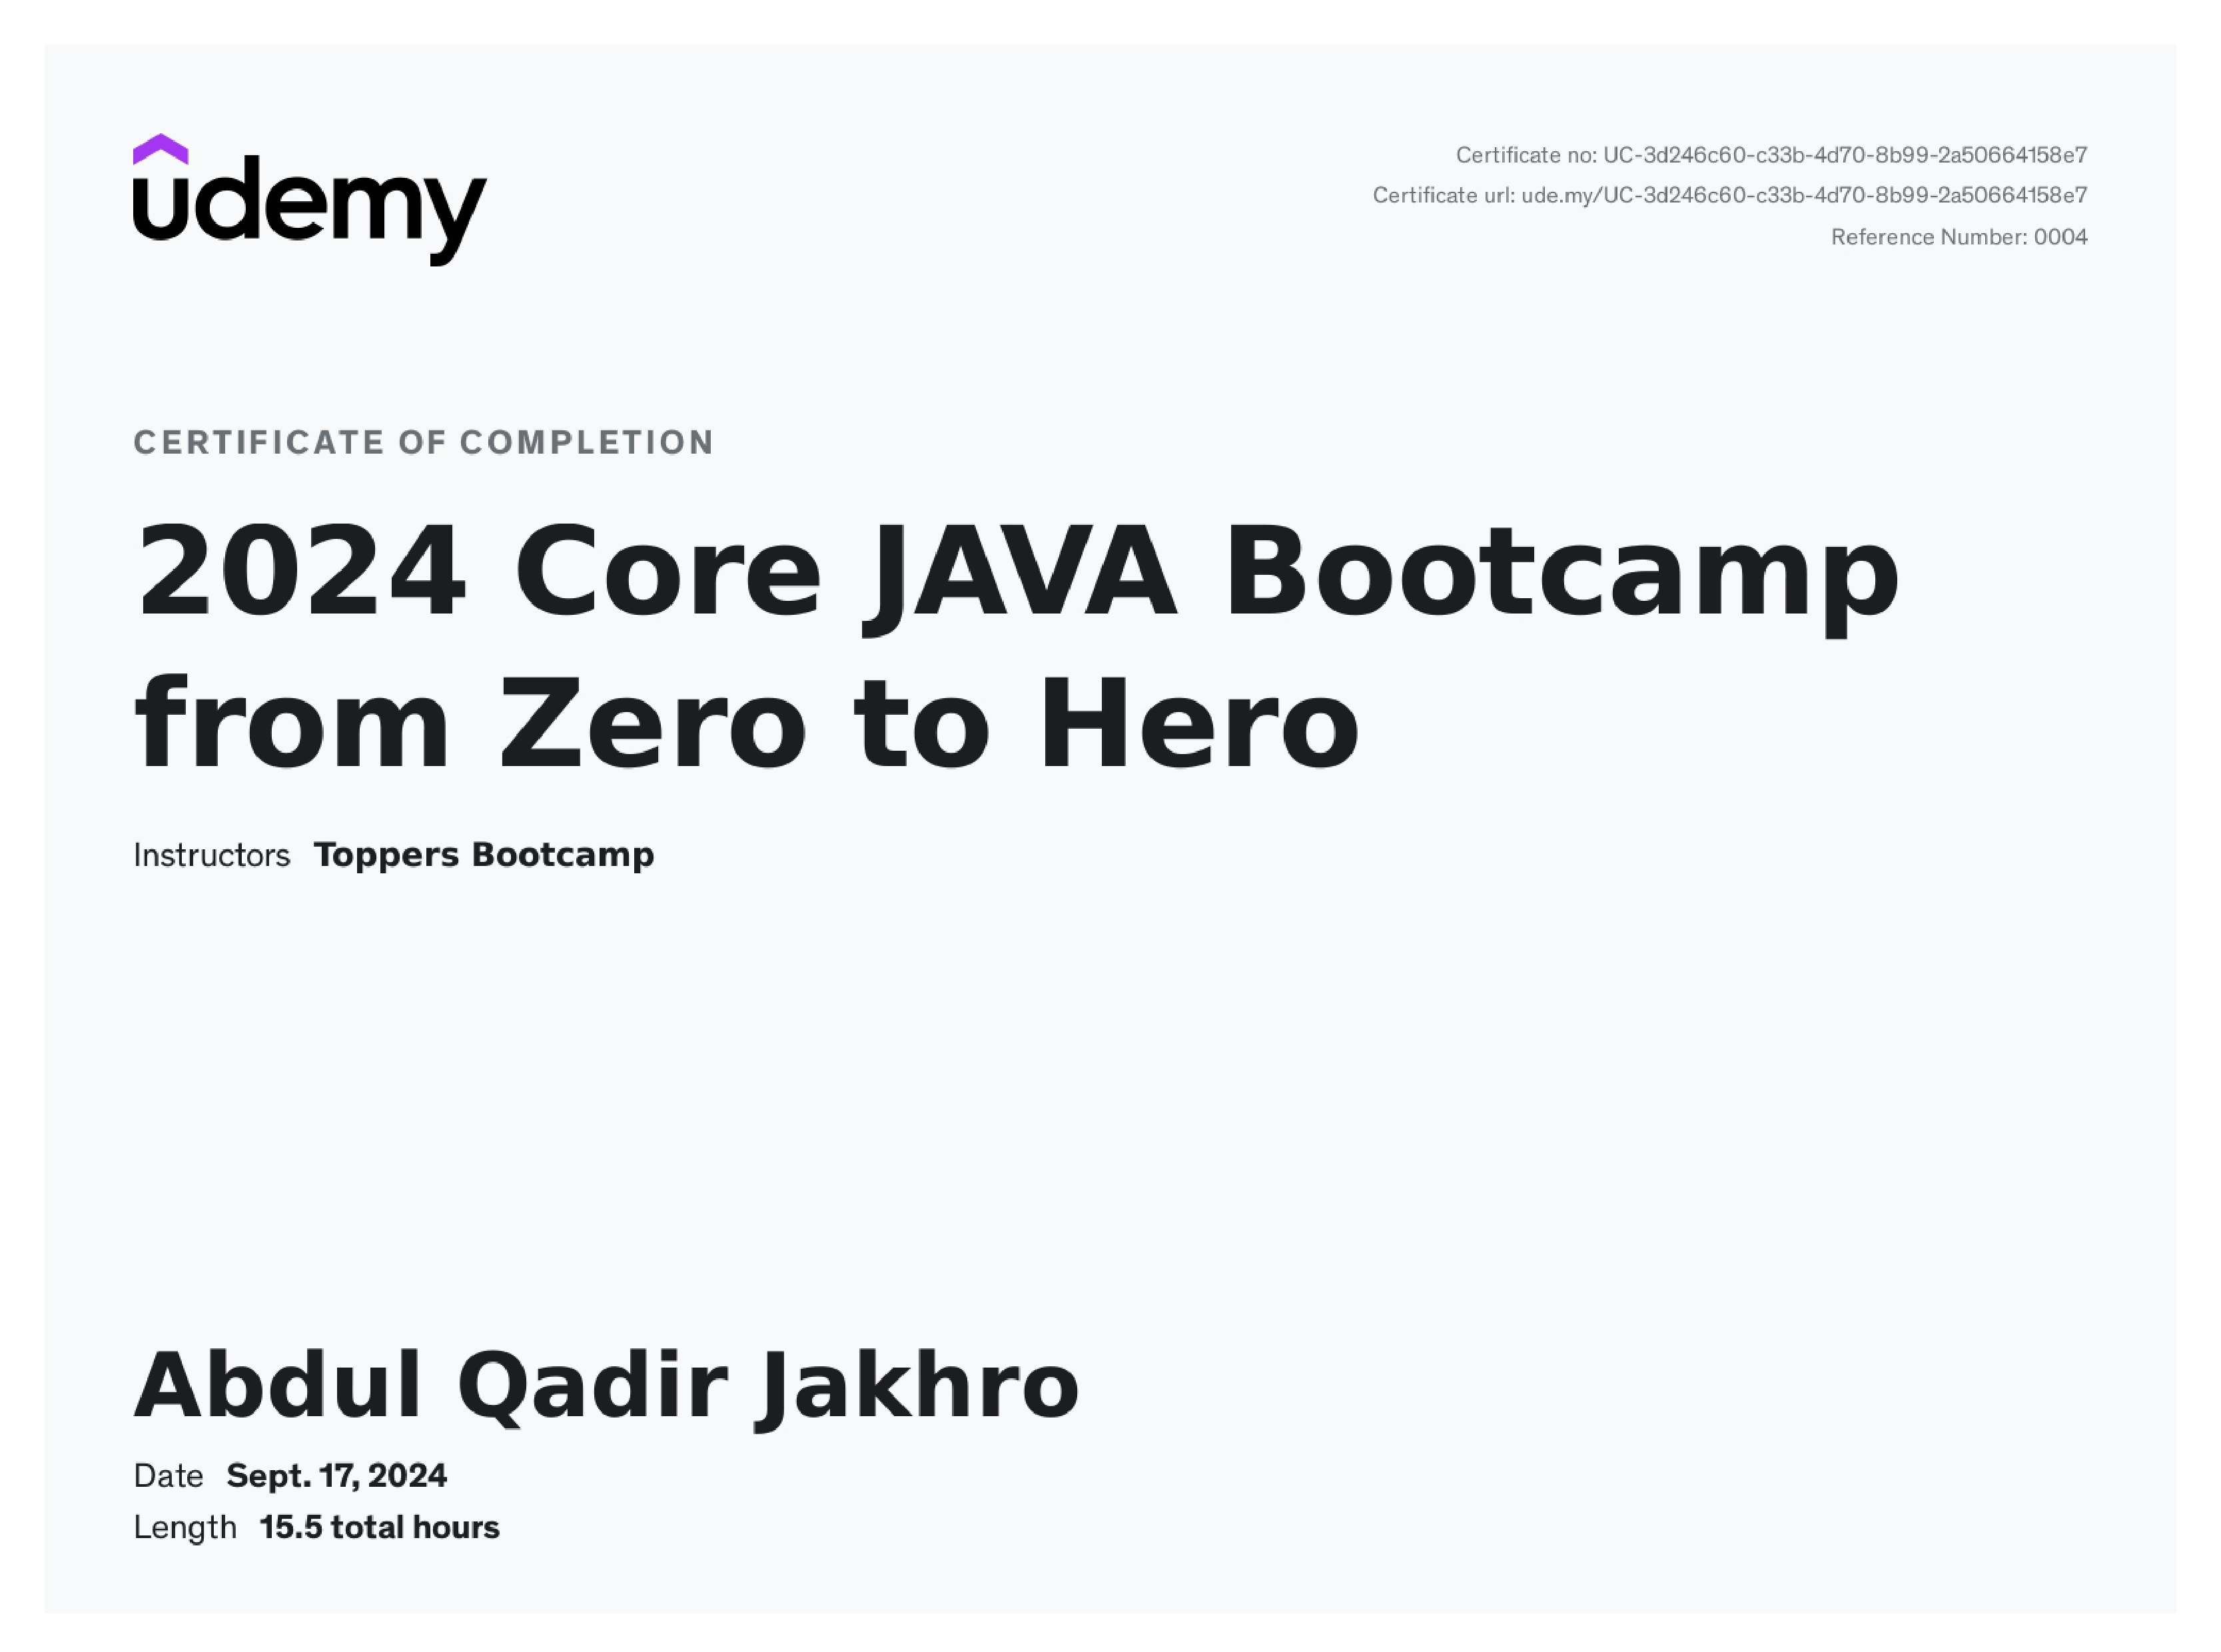 udemy
Certificate no: UC-3d246c60-c33b-4d70-8b99-2a50664158e7
Certificate url: ude.my/UC-3d246c60-c33b-4d70-8b99-2a50664158e7
Reference Number: 0004
CERTIFICATE OF COMPLETION
2024 Core JAVA Bootcamp
from Zero to Hero
Instructors Toppers Bootcamp
Abdul Qadir Jakhro
Date Sept. 17, 2024
Length 15.5 total hours